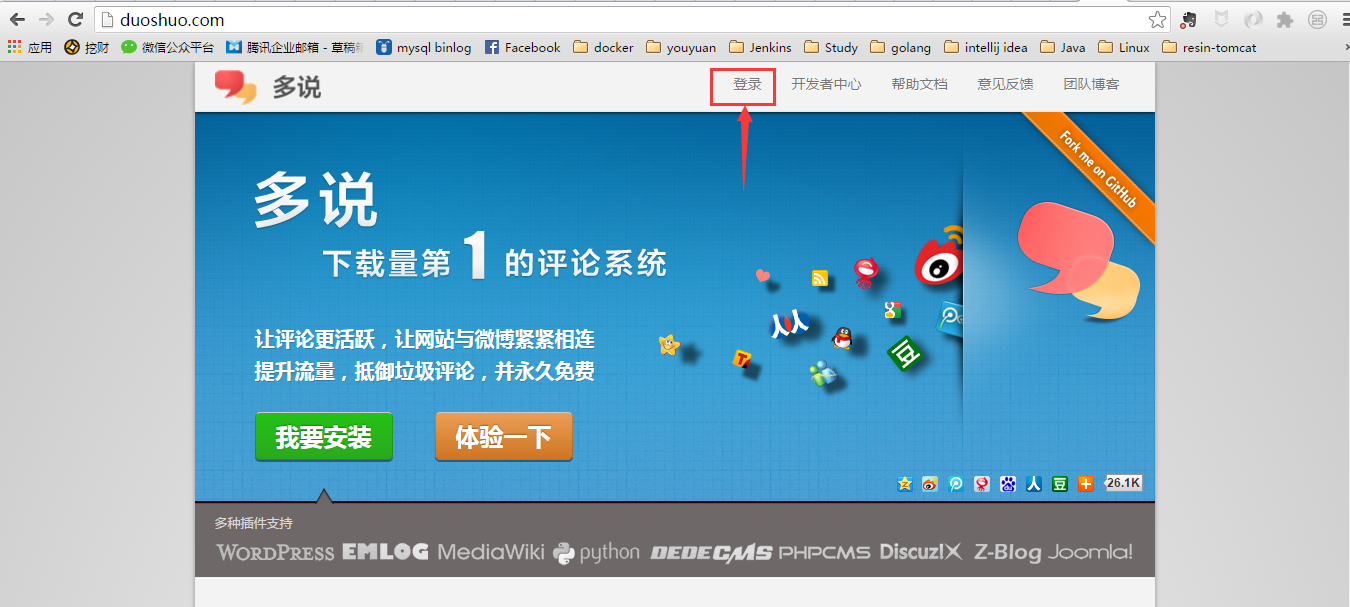 duoshuo.com
应用 挖财 微信公众平台 腾讯企业邮箱 - 草稿 mysql binlog Facebook docker youyuan Jenkins Study golang intellij idea Java Linux resin-tomcat
多说 登录 开发者中心 帮助文档 意见反馈 团队博客
Fork me on GitHub
多说
下载量第1的评论系统
让评论更活跃，让网站与微博紧紧相连
提升流量，抵御垃圾评论，并永久免费
我要安装 体验一下
26.1K
多种插件支持
WORDPRESS EMLOG MediaWiki python DEDECMS PHPCMS Discuz!X Z-Blog Joomla!